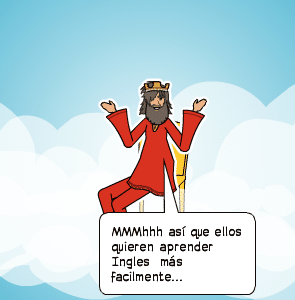 MMMhhh así que ellos
quieren aprender
Ingles más
facilmente...